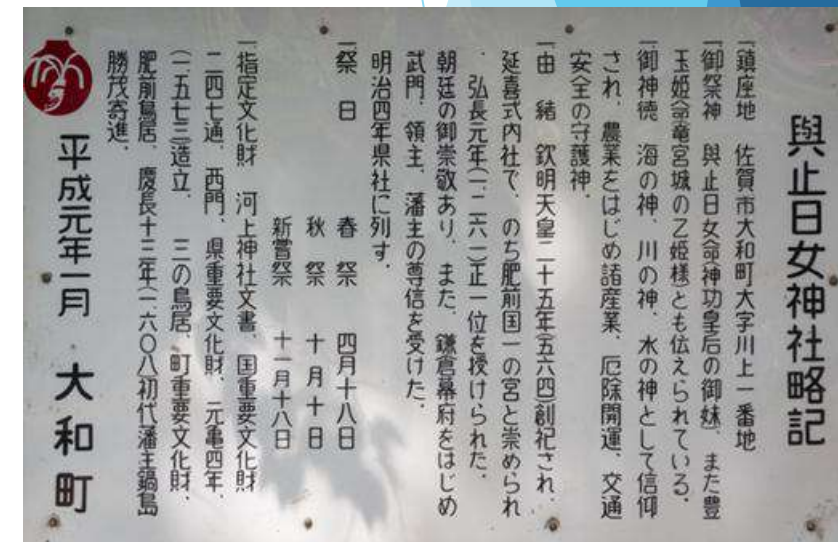 與止日女神社略記
一鎮座地 佐賀市大和町大字川上一番地
一御祭神 與止日女命(神功皇后の御妹)、また豊
玉姫命(竜宮城の乙姫様)とも伝えられている、
一御神徳 海の神、川の神、水の神として信仰
され、農業をはじめ諸産業、厄除開運、交通
安全の守護神、
一由 緒 欽明天皇二十五年(五六四)創祀され、
延喜式内社で、のち肥前国一の宮と崇められ
、弘長元年(一、二六一)正一位を授けられた、
朝廷の御崇敬あり、また、鎌倉幕府をはじめ
武門、領主、藩主の尊信を受けた、
明治四年県社に列す、
一祭 日 春 祭 四月十八日
秋 祭 十月十日
新嘗祭 十一月十八日
一指定文化財 河上神社文書、国重要文化財
二四七通、西門、県重要文化財、元亀四年、
(一、五七三)造立、 三の鳥居、町重要文化財、
肥前鳥居、慶長十三年(一、六〇八)初代藩主鍋島
勝茂寄進、
平成元年一月 大和町